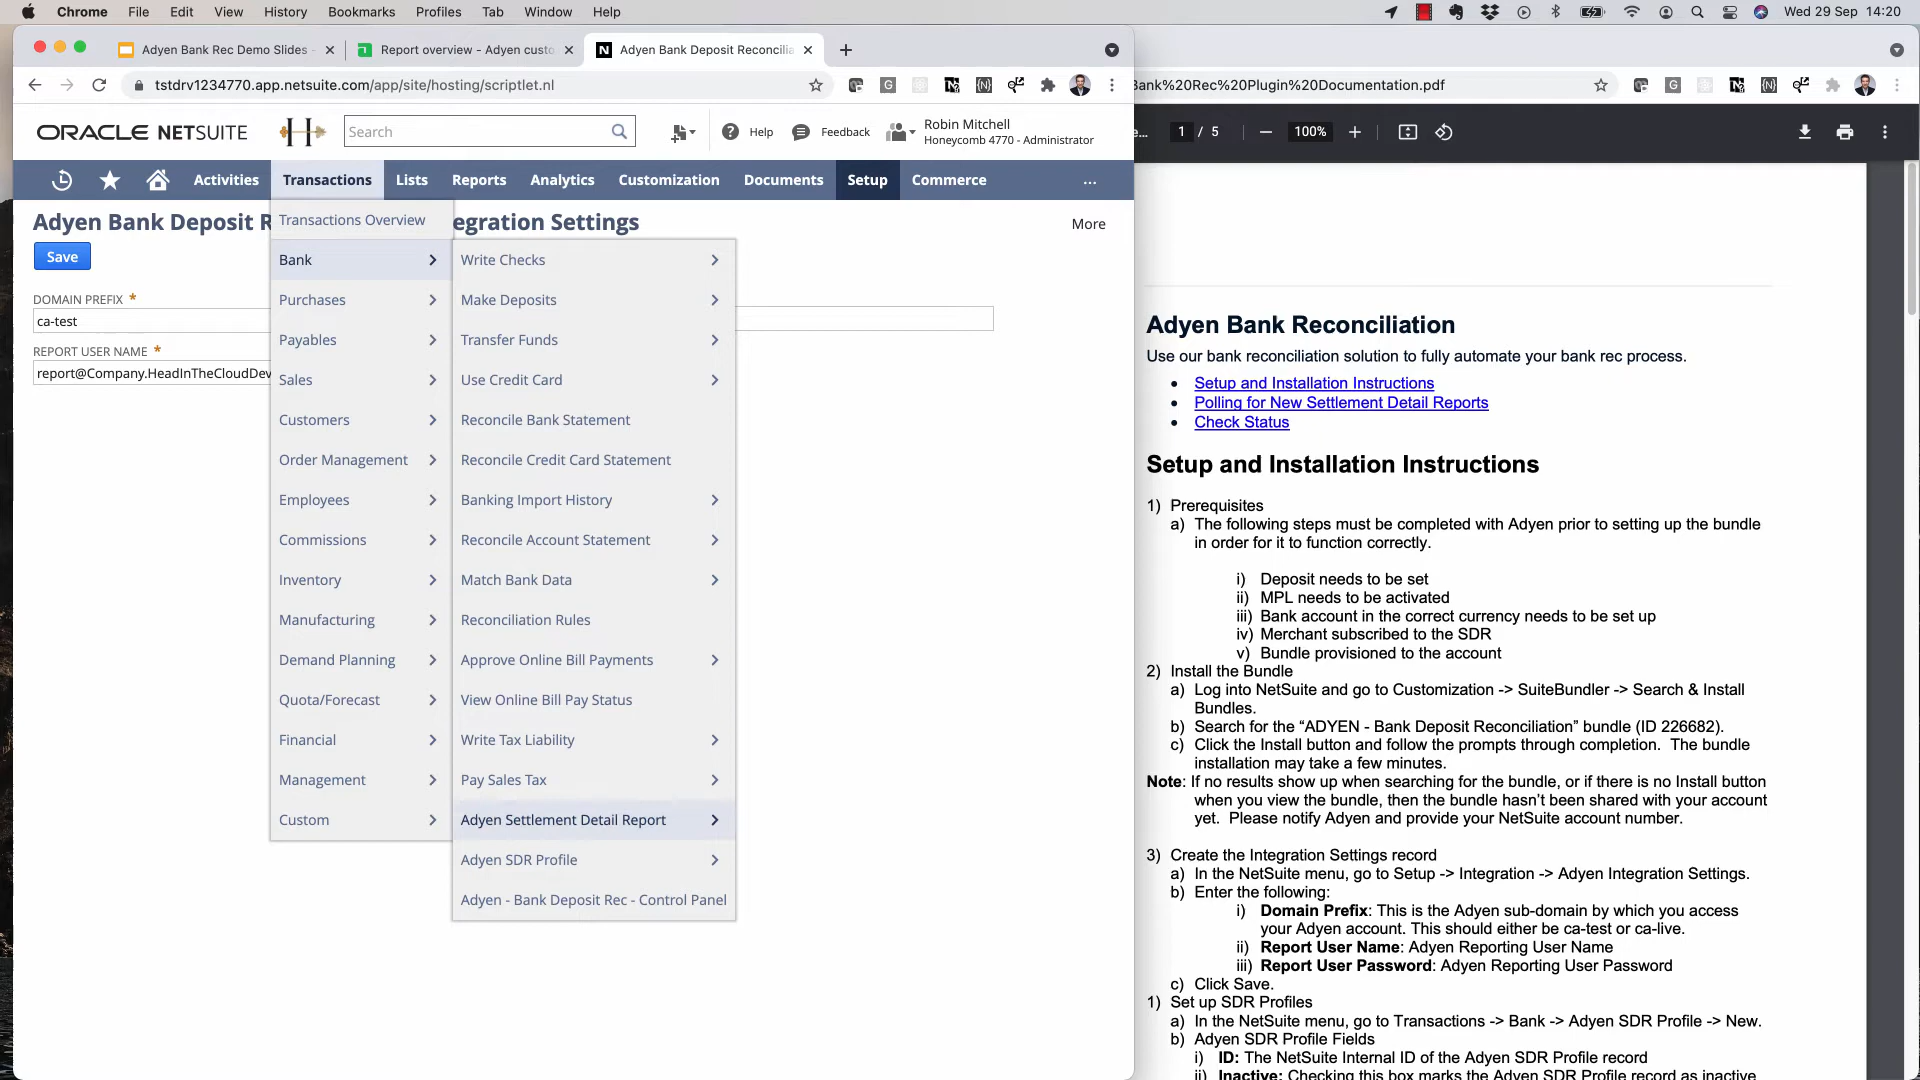 Chrome File Edit View History Bookmarks Profiles Tab Window Help
Wed 29 Sep 14:20
Adyen Bank Rec Demo Slides -
Report overview - Adyen custo
Adyen Bank Deposit Reconcilia
tstdrv1234770.app.netsuite.com/app/site/hosting/scriptlet.nl
ORACLE NETSUITE
Search
Help
Feedback
Robin Mitchell
Honeycomb 4770 - Administrator
Activities Transactions Lists Reports Analytics Customization Documents Setup Commerce ...
Adyen Bank Deposit R
egration Settings
More
Save
DOMAIN PREFIX *
ca-test
REPORT USER NAME *
report@Company.HeadInTheCloudDev
Transactions Overview
Bank
Purchases
Payables
Sales
Customers
Order Management
Employees
Commissions
Inventory
Manufacturing
Demand Planning
Quota/Forecast
Financial
Management
Custom
Write Checks
Make Deposits
Transfer Funds
Use Credit Card
Reconcile Bank Statement
Reconcile Credit Card Statement
Banking Import History
Reconcile Account Statement
Match Bank Data
Reconciliation Rules
Approve Online Bill Payments
View Online Bill Pay Status
Write Tax Liability
Pay Sales Tax
Adyen Settlement Detail Report
Adyen SDR Profile
Adyen - Bank Deposit Rec - Control Panel
Bank%20Rec%20Plugin%20Documentation.pdf
e... 1 / 5 100%
Adyen Bank Reconciliation
Use our bank reconciliation solution to fully automate your bank rec process.
• Setup and Installation Instructions
• Polling for New Settlement Detail Reports
• Check Status
Setup and Installation Instructions
1) Prerequisites
a) The following steps must be completed with Adyen prior to setting up the bundle
in order for it to function correctly.
i) Deposit needs to be set
ii) MPL needs to be activated
iii) Bank account in the correct currency needs to be set up
iv) Merchant subscribed to the SDR
v) Bundle provisioned to the account
2) Install the Bundle
a) Log into NetSuite and go to Customization -> SuiteBundler -> Search & Install
Bundles.
b) Search for the “ADYEN - Bank Deposit Reconciliation” bundle (ID 226682).
c) Click the Install button and follow the prompts through completion. The bundle
installation may take a few minutes.
Note: If no results show up when searching for the bundle, or if there is no Install button
when you view the bundle, then the bundle hasn’t been shared with your account
yet. Please notify Adyen and provide your NetSuite account number.
3) Create the Integration Settings record
a) In the NetSuite menu, go to Setup -> Integration -> Adyen Integration Settings.
b) Enter the following:
i) Domain Prefix: This is the Adyen sub-domain by which you access
your Adyen account. This should either be ca-test or ca-live.
ii) Report User Name: Adyen Reporting User Name
iii) Report User Password: Adyen Reporting User Password
c) Click Save.
1) Set up SDR Profiles
a) In the NetSuite menu, go to Transactions -> Bank -> Adyen SDR Profile -> New.
b) Adyen SDR Profile Fields
i) ID: The NetSuite Internal ID of the Adyen SDR Profile record
ii) Inactive: Checking this box marks the Adyen SDR Profile record as inactive